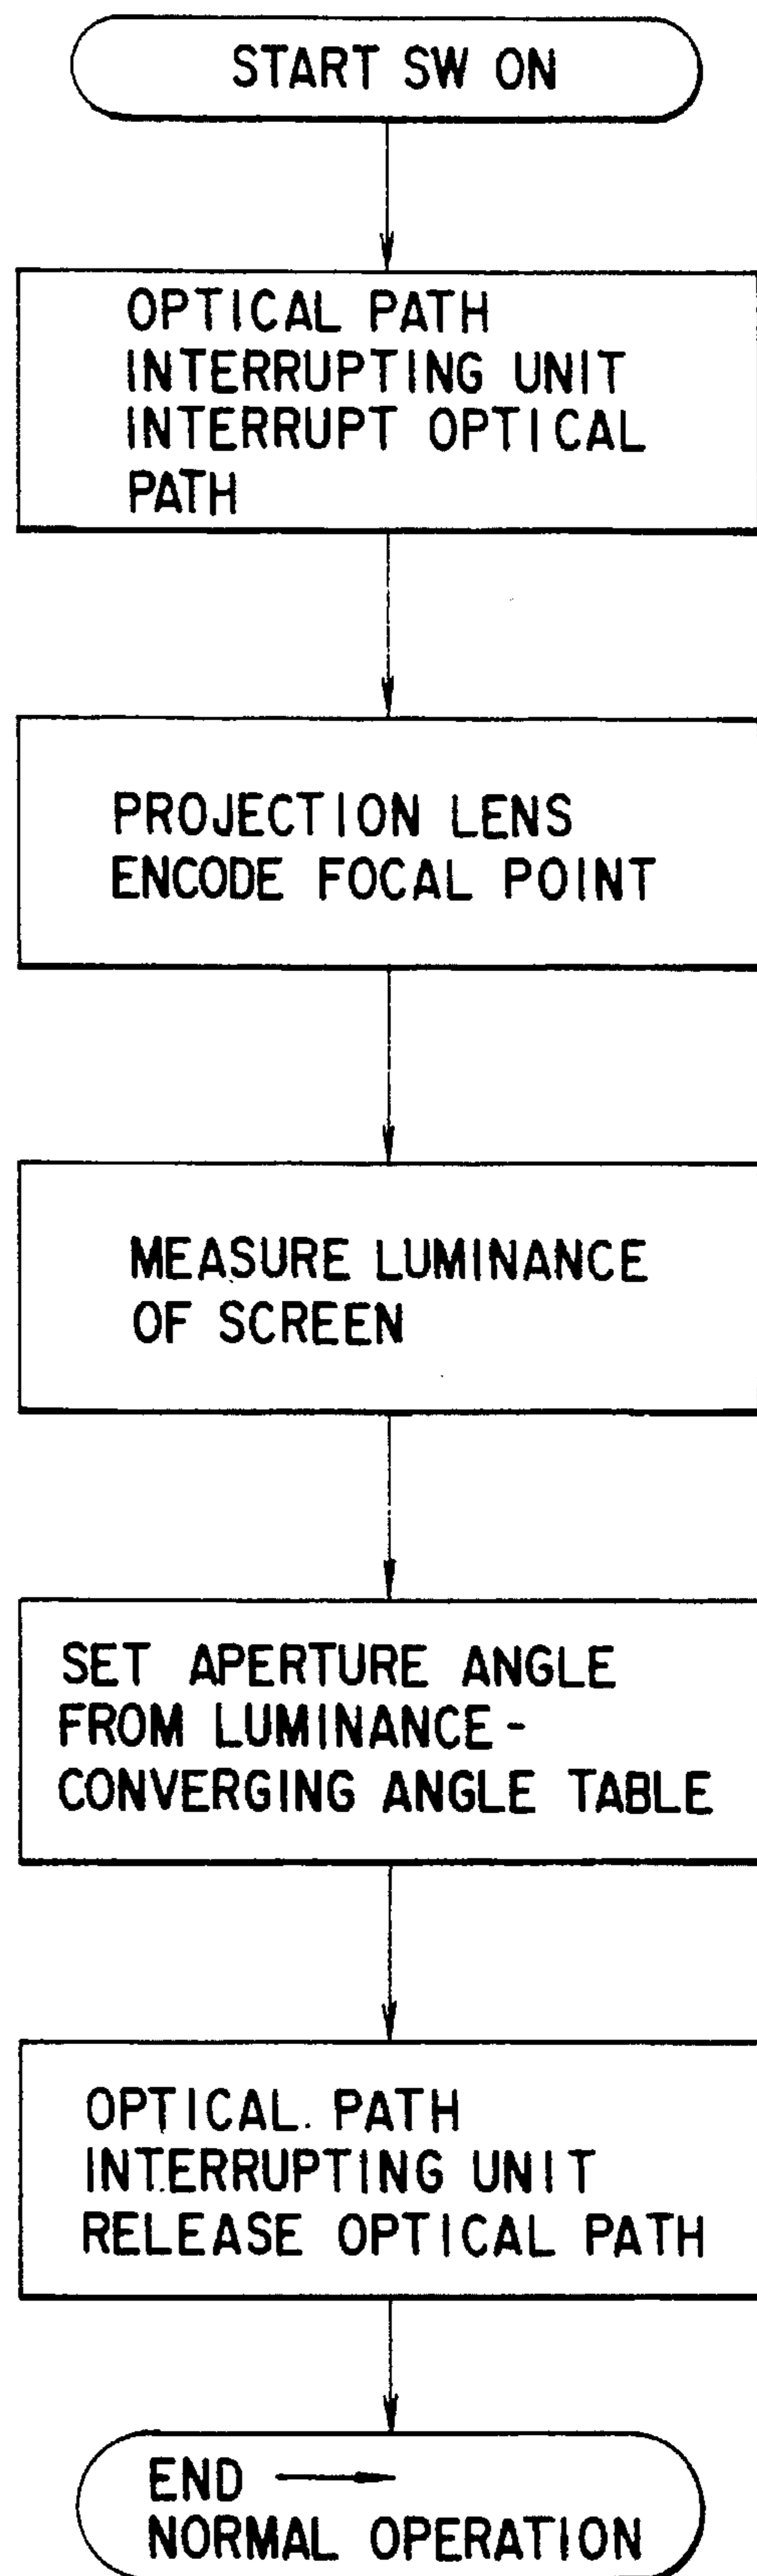 START SW ON
OPTICAL PATH
INTERRUPTING UNIT
INTERRUPT OPTICAL
PATH
PROJECTION LENS
ENCODE FOCAL POINT
MEASURE LUMINANCE
OF SCREEN
SET APERTURE ANGLE
FROM LUMINANCE-
CONVERGING ANGLE TABLE
OPTICAL PATH
INTERRUPTING UNIT
RELEASE OPTICAL PATH
END →
NORMAL OPERATION